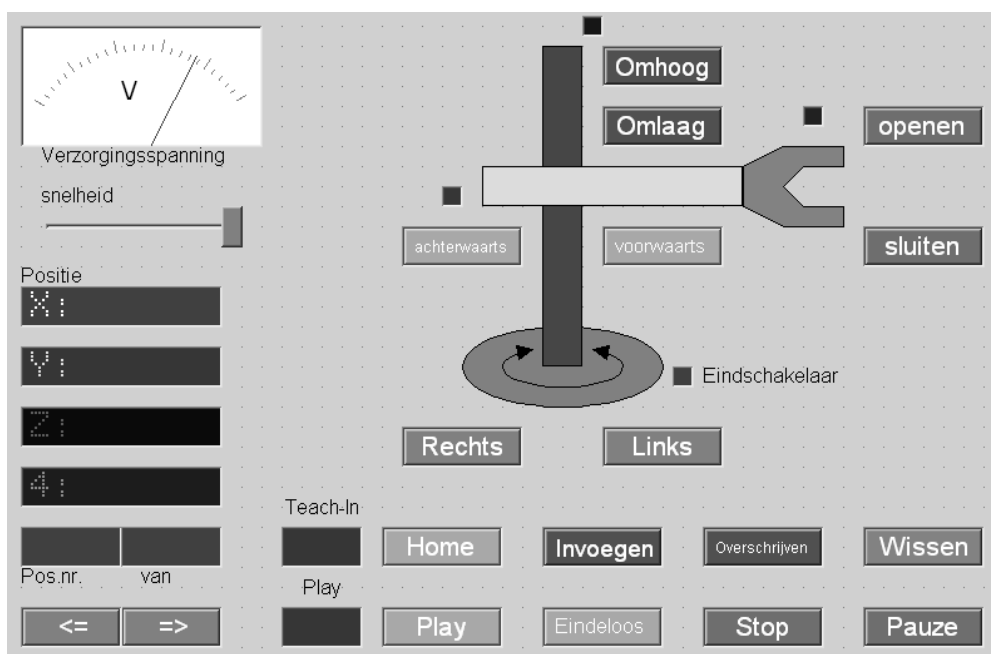 V
Verzorgingsspanning
snelheid
Positie
X:
Y:
Z:
4:
Pos.nr. van
<= =>
Omhoog
Omlaag
openen
achterwaarts voorwaarts sluiten
Eindschakelaar
Rechts Links
Teach-In
Home Invoegen Overschrijven Wissen
Play
Play Eindeloos Stop Pauze